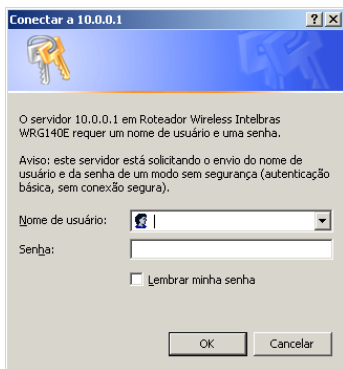 Conectar a 10.0.0.1
O servidor 10.0.0.1 em Roteador Wireless Intelbras
WRG140E requer um nome de usuário e uma senha.
Aviso: este servidor está solicitando o envio do nome de
usuário e da senha de um modo sem segurança (autenticação
básica, sem conexão segura).
Nome de usuário:
Senha:
Lembrar minha senha
OK
Cancelar